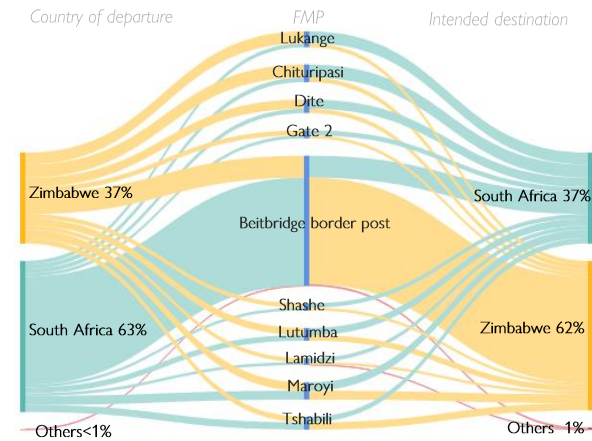 Country of departure FMP Intended destination
Lukange
Chituripasi
Dite
Gate 2
Zimbabwe 37%
South Africa 37%
Beitbridge border post
Shashe
South Africa 63%
Zimbabwe 62%
Lutumba
Lamidzi
Maroyi
Tshabili
Others<1%
Others 1%